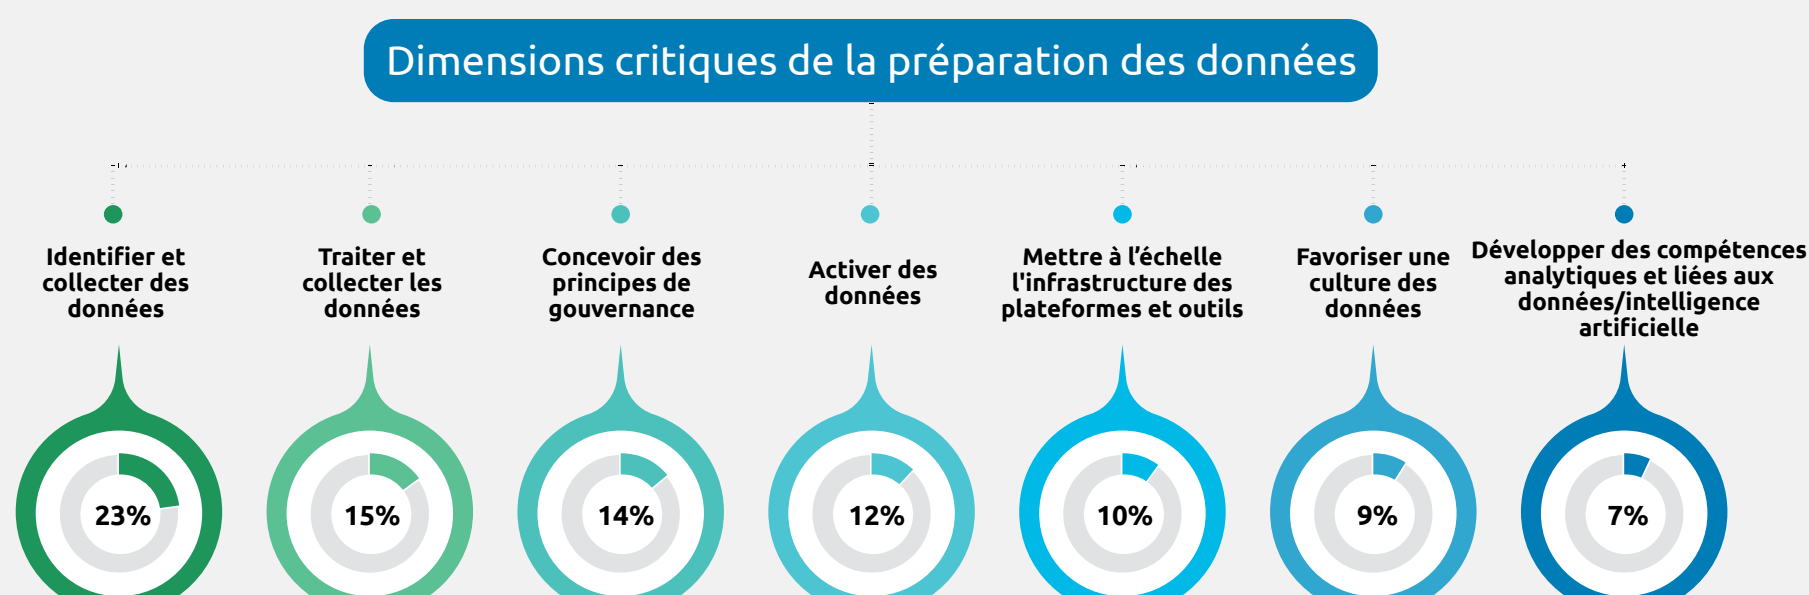 Dimensions critiques de la préparation des données
Identifier et
collecter des
données
Traiter et
collecter les
données
Concevoir des
principes de
gouvernance
Activer des
données
Mettre à l’échelle
l'infrastructure des
plateformes et outils
Favoriser une
culture des
données
Développer des compétences
analytiques et liées aux
données/intelligence
artificielle
23%
15%
14%
12%
10%
9%
7%